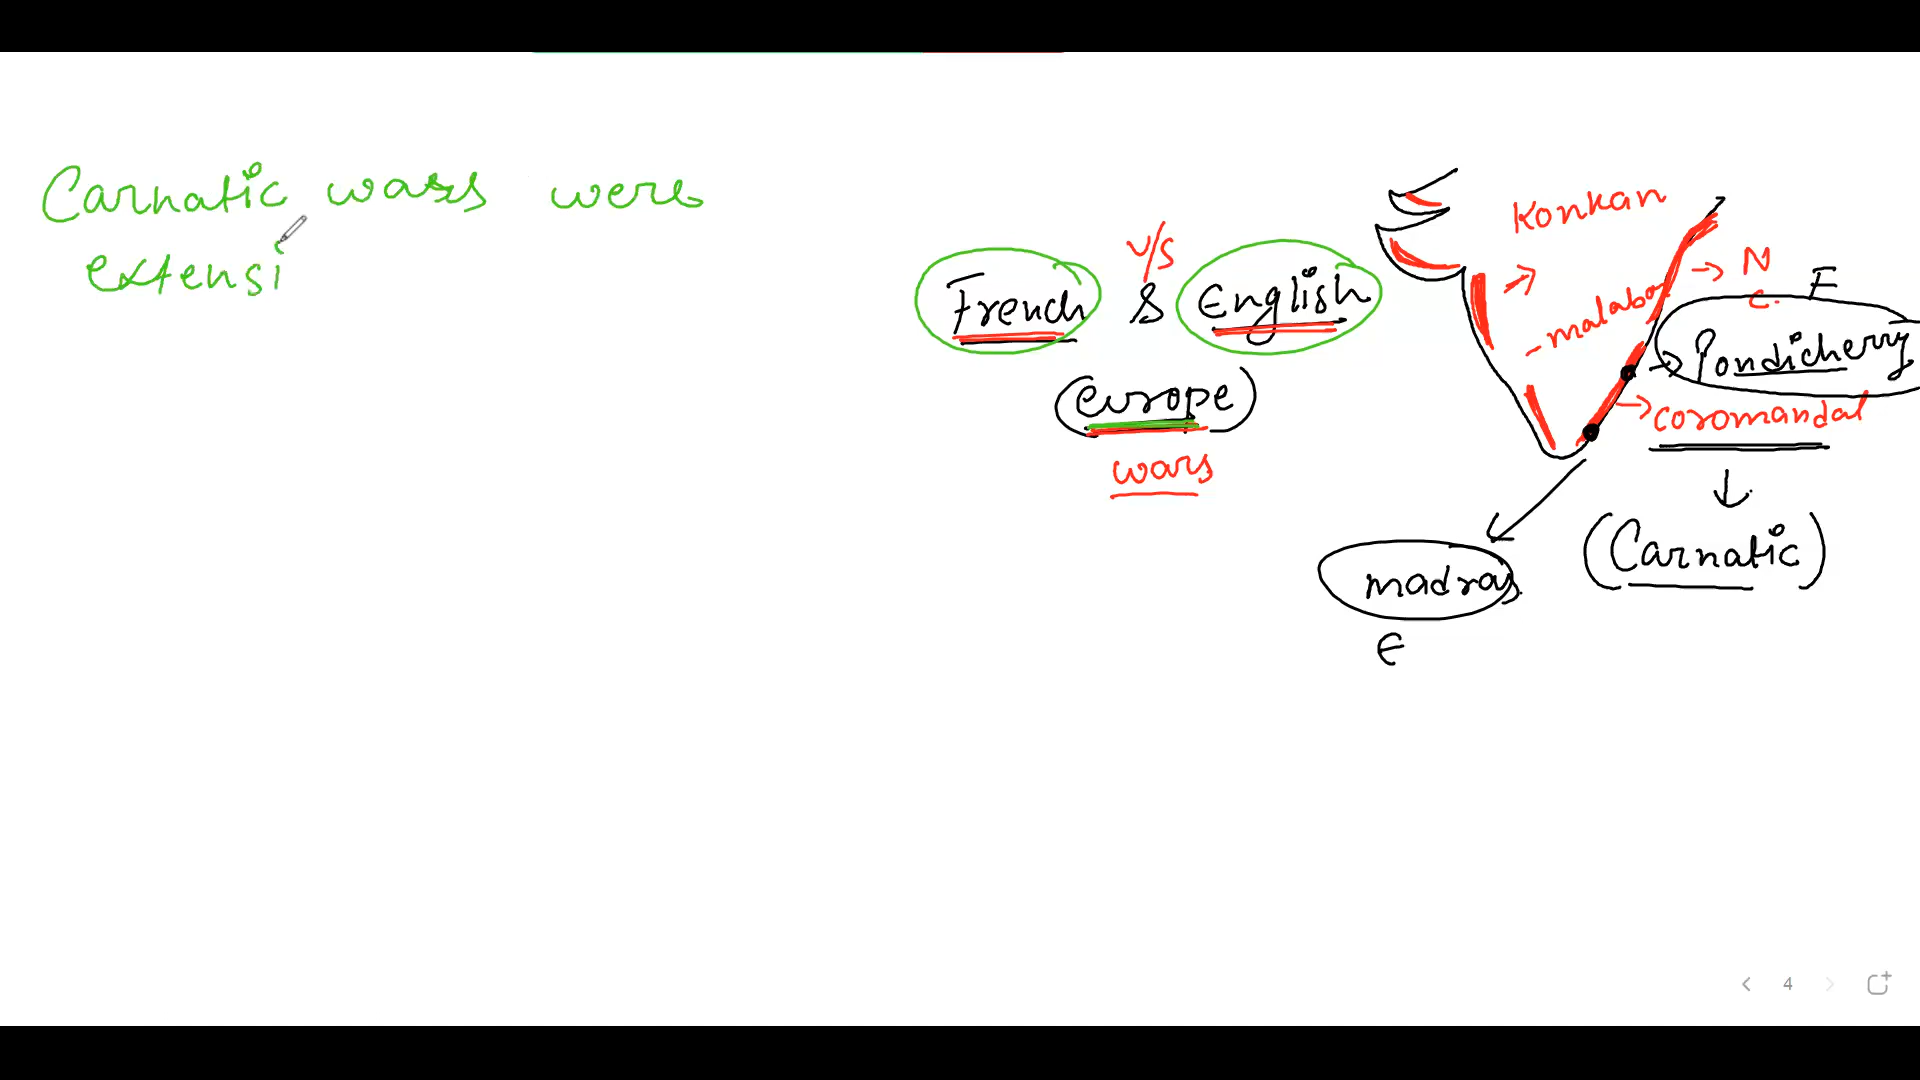 Carnatic wars were
extensi
French & English
v/s
(europe)
wars
Konkan
malabar
N
C.
F
Pondicherry
coromandal
(Carnatic)
madras
E
4